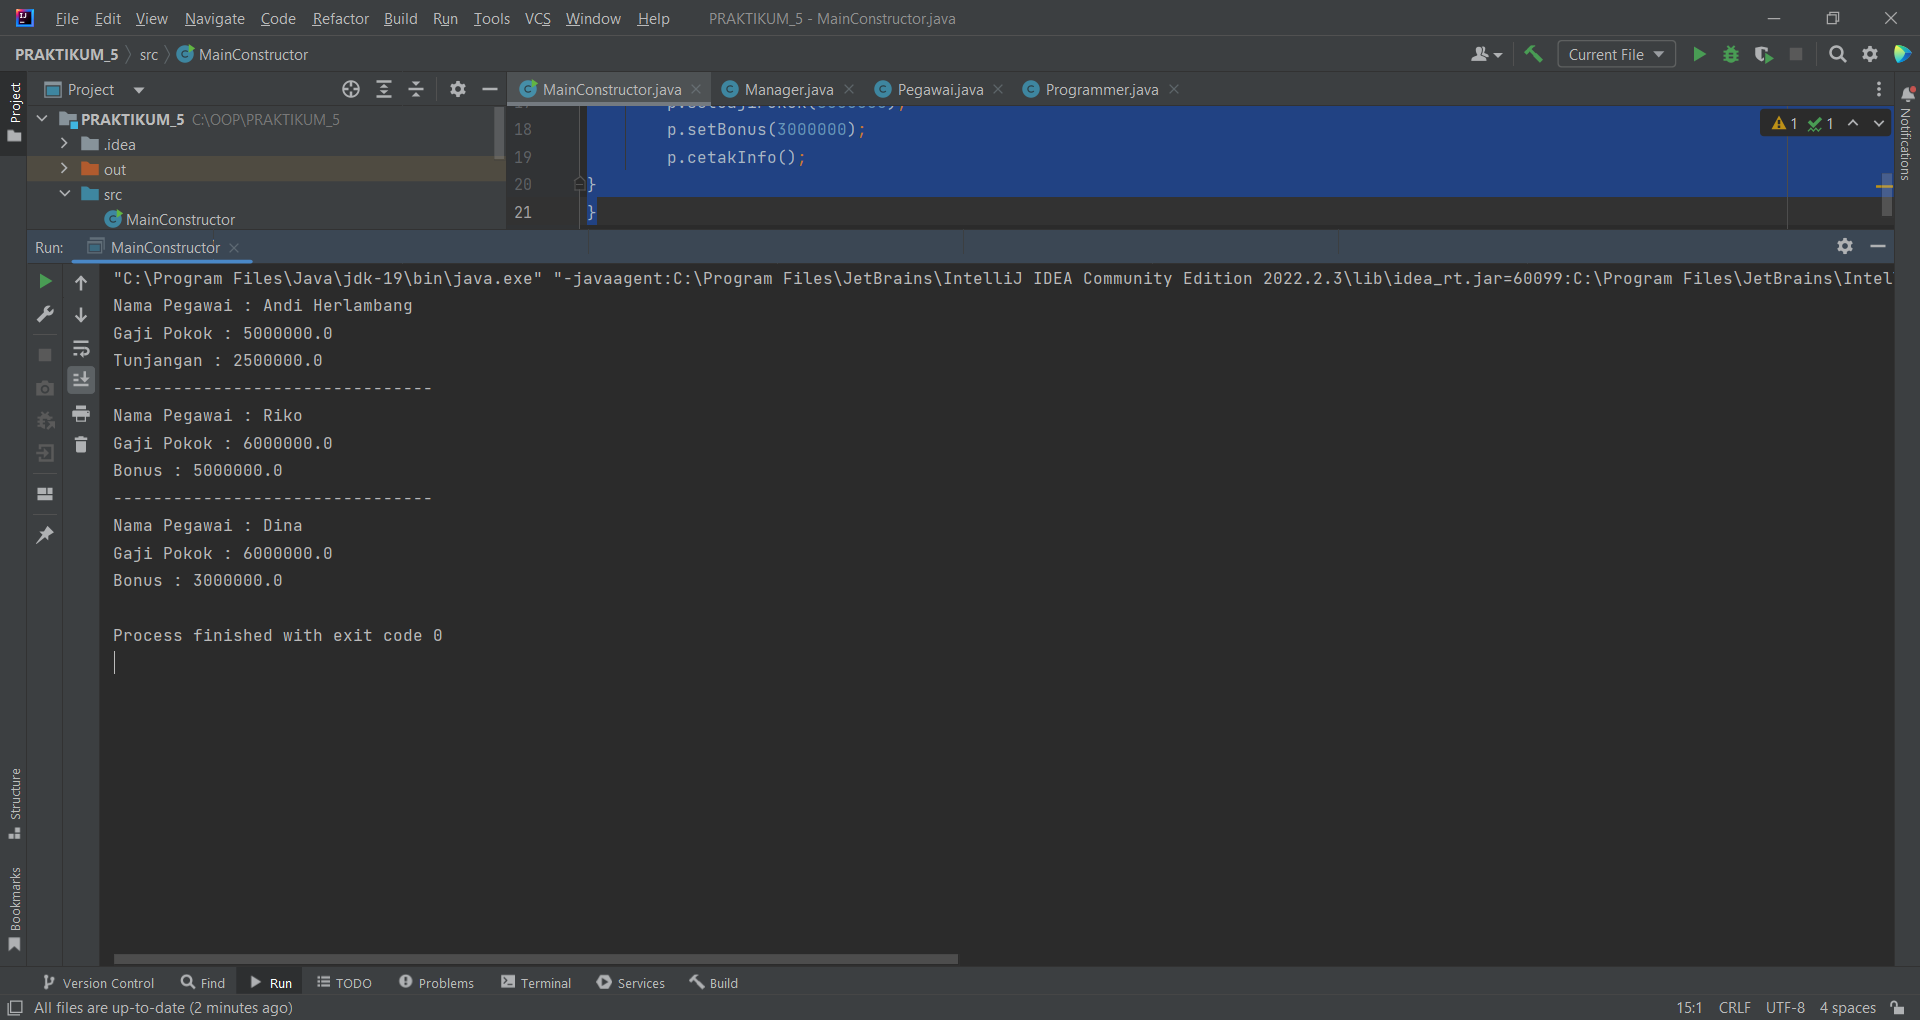 File Edit View Navigate Code Refactor Build Run Tools VCS Window Help PRAKTIKUM_5 - MainConstructor.java
PRAKTIKUM_5 src MainConstructor Current File
Project MainConstructor.java Manager.java Pegawai.java Programmer.java
Project
Notifications
PRAKTIKUM_5 C:\OOP\PRAKTIKUM_5
.idea
out
src
MainConstructor
18 p.setBonus(3000000);
19 p.cetakInfo();
20 }
21 }
1 1
Run: MainConstructor
"C:\Program Files\Java\jdk-19\bin\java.exe" "-javaagent:C:\Program Files\JetBrains\IntelliJ IDEA Community Edition 2022.2.3\lib\idea_rt.jar=60099:C:\Program Files\JetBrains\Intel
Nama Pegawai : Andi Herlambang
Gaji Pokok : 5000000.0
Tunjangan : 2500000.0
--------------------------------
Nama Pegawai : Riko
Gaji Pokok : 6000000.0
Bonus : 5000000.0
--------------------------------
Nama Pegawai : Dina
Gaji Pokok : 6000000.0
Bonus : 3000000.0
Process finished with exit code 0
Structure
Bookmarks
Version Control Find Run TODO Problems Terminal Services Build
All files are up-to-date (2 minutes ago) 15:1 CRLF UTF-8 4 spaces